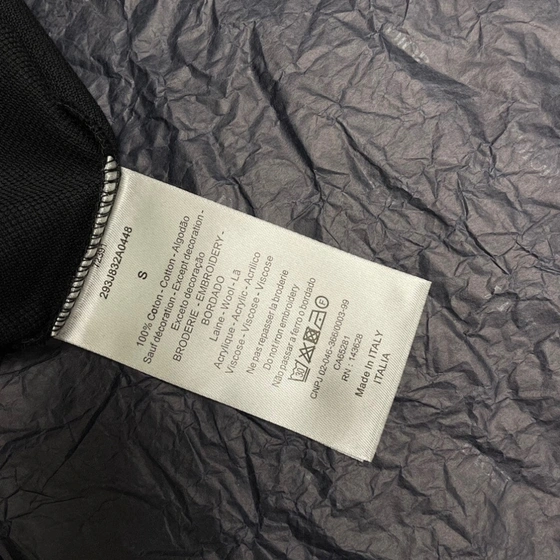 293J832A0448
S
100% Coton - Cotton - Algodão
Sauf décoration - Except decoration -
Exceto decoração
BRODERIE - EMBROIDERY -
BORDADO
Laine - Wool - Lã
Acrylique - Acrylic - Acrílico
Viscose - Viscose - Viscose
Ne pas repasser la broderie
Do not iron embroidery
Não passar a ferro o bordado
30
CNPJ 02-046-366/0003-99
CA65281
RN : 143628
Made in ITALY
ITALIA